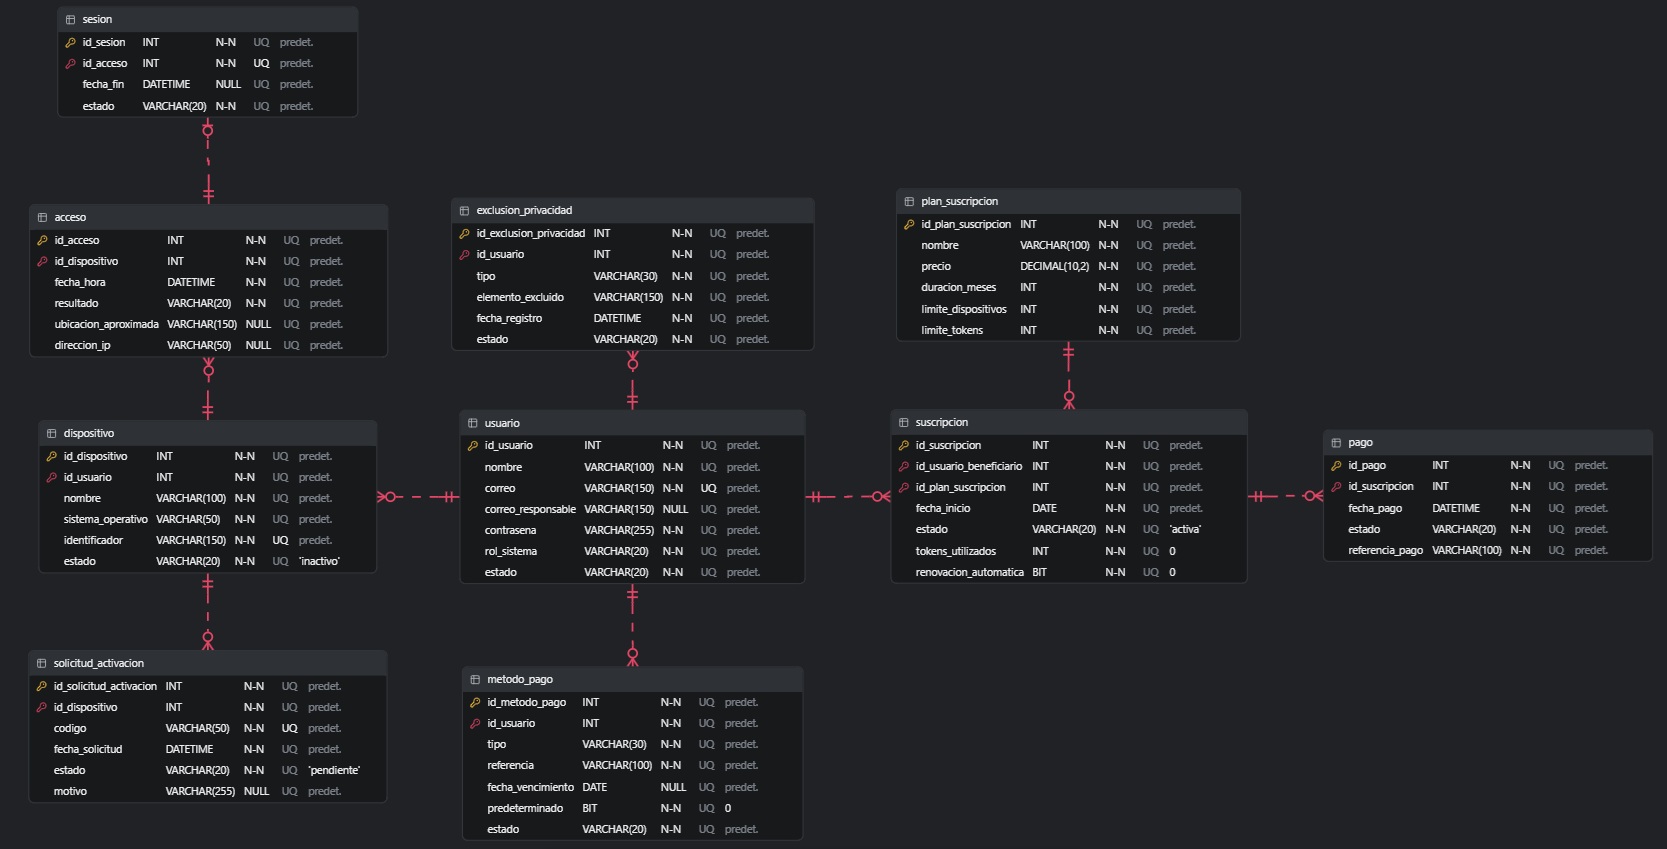 sesion
id_sesion INT N-N UQ predet.
id_acceso INT N-N UQ predet.
fecha_fin DATETIME NULL UQ predet.
estado VARCHAR(20) N-N UQ predet.
acceso
id_acceso INT N-N UQ predet.
id_dispositivo INT N-N UQ predet.
fecha_hora DATETIME N-N UQ predet.
resultado VARCHAR(20) N-N UQ predet.
ubicacion_aproximada VARCHAR(150) NULL UQ predet.
direccion_ip VARCHAR(50) NULL UQ predet.
exclusion_privacidad
id_exclusion_privacidad INT N-N UQ predet.
id_usuario INT N-N UQ predet.
tipo VARCHAR(30) N-N UQ predet.
elemento_excluido VARCHAR(150) N-N UQ predet.
fecha_registro DATETIME N-N UQ predet.
estado VARCHAR(20) N-N UQ predet.
plan_suscripcion
id_plan_suscripcion INT N-N UQ predet.
nombre VARCHAR(100) N-N UQ predet.
precio DECIMAL(10,2) N-N UQ predet.
duracion_meses INT N-N UQ predet.
limite_dispositivos INT N-N UQ predet.
limite_tokens INT N-N UQ predet.
dispositivo
id_dispositivo INT N-N UQ predet.
id_usuario INT N-N UQ predet.
nombre VARCHAR(100) N-N UQ predet.
sistema_operativo VARCHAR(50) N-N UQ predet.
identificador VARCHAR(150) N-N UQ predet.
estado VARCHAR(20) N-N UQ 'inactivo'
usuario
id_usuario INT N-N UQ predet.
nombre VARCHAR(100) N-N UQ predet.
correo VARCHAR(150) N-N UQ predet.
correo_responsable VARCHAR(150) NULL UQ predet.
contrasena VARCHAR(255) N-N UQ predet.
rol_sistema VARCHAR(20) N-N UQ predet.
estado VARCHAR(20) N-N UQ predet.
suscripcion
id_suscripcion INT N-N UQ predet.
id_usuario_beneficiario INT N-N UQ predet.
id_plan_suscripcion INT N-N UQ predet.
fecha_inicio DATE N-N UQ predet.
estado VARCHAR(20) N-N UQ 'activa'
tokens_utilizados INT N-N UQ 0
renovacion_automatica BIT N-N UQ 0
pago
id_pago INT N-N UQ predet.
id_suscripcion INT N-N UQ predet.
fecha_pago DATETIME N-N UQ predet.
estado VARCHAR(20) N-N UQ predet.
referencia_pago VARCHAR(100) N-N UQ predet.
solicitud_activacion
id_solicitud_activacion INT N-N UQ predet.
id_dispositivo INT N-N UQ predet.
codigo VARCHAR(50) N-N UQ predet.
fecha_solicitud DATETIME N-N UQ predet.
estado VARCHAR(20) N-N UQ 'pendiente'
motivo VARCHAR(255) NULL UQ predet.
metodo_pago
id_metodo_pago INT N-N UQ predet.
id_usuario INT N-N UQ predet.
tipo VARCHAR(30) N-N UQ predet.
referencia VARCHAR(100) N-N UQ predet.
fecha_vencimiento DATE NULL UQ predet.
predeterminado BIT N-N UQ 0
estado VARCHAR(20) N-N UQ predet.